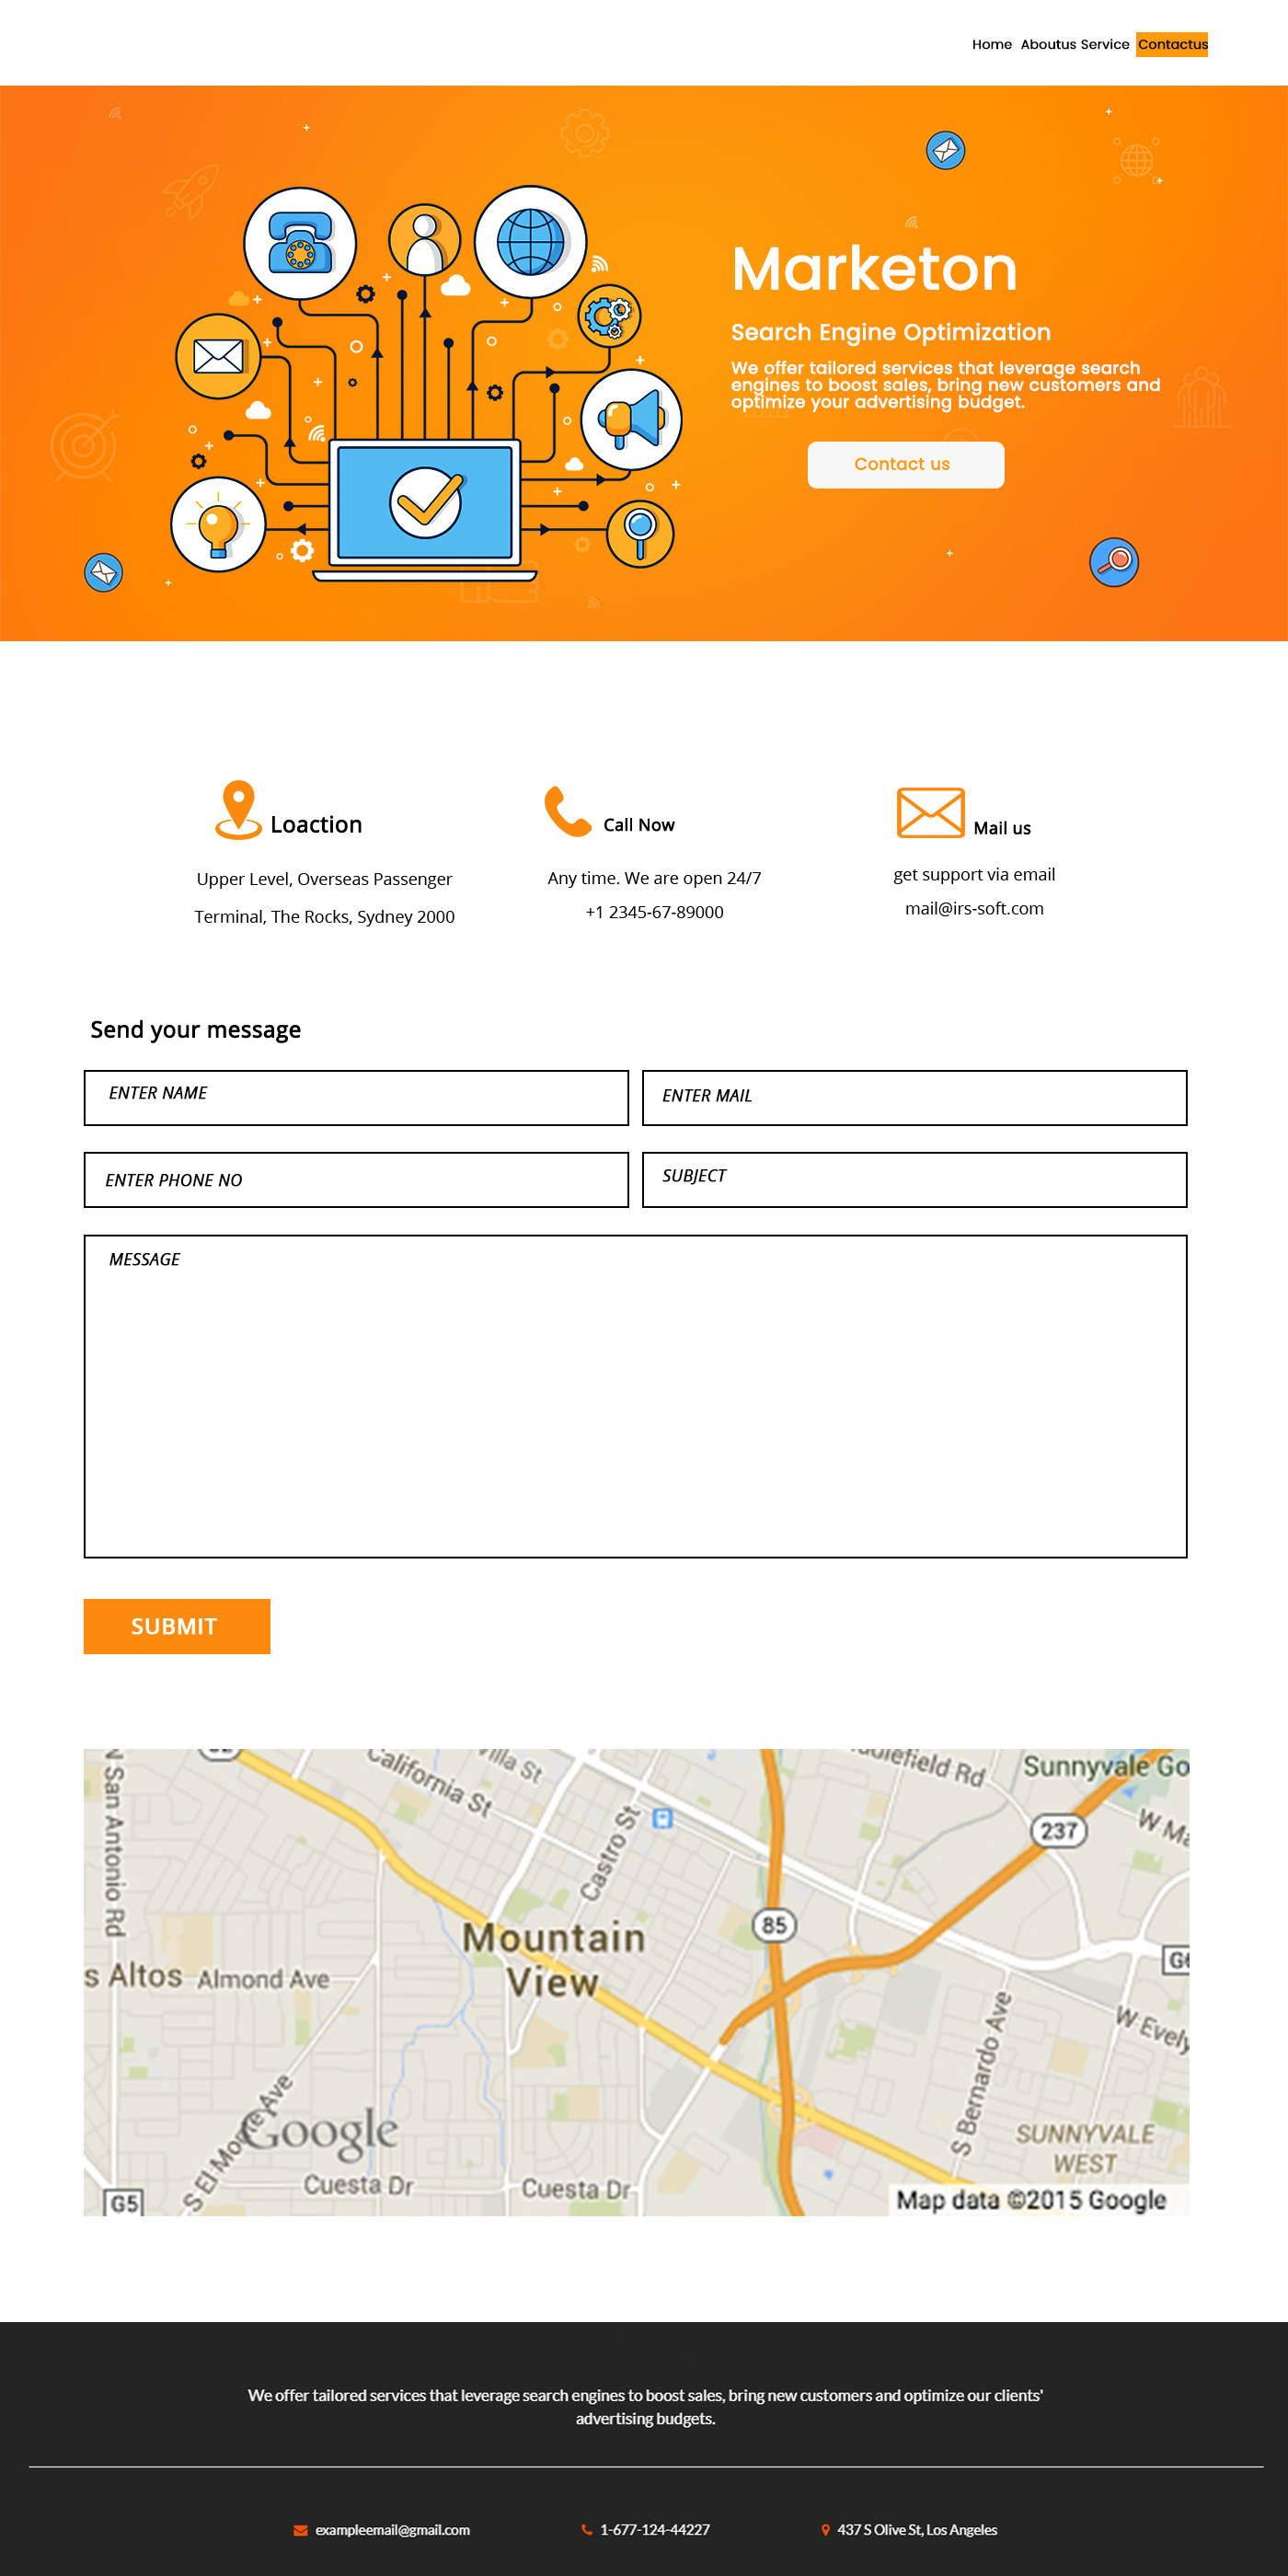 Home Aboutus Service Contactus
Marketon
Search Engine Optimization
We offer tailored services that leverage search
engines to boost sales, bring new customers and
optimize your advertising budget.
Contact us
Loaction
Upper Level, Overseas Passenger
Terminal, The Rocks, Sydney 2000
Call Now
Any time. We are open 24/7
+1 2345-67-89000
Mail us
get support via email
mail@irs-soft.com
Send your message
ENTER NAME
ENTER MAIL
ENTER PHONE NO
SUBJECT
MESSAGE
SUBMIT
N San Antonio Rd
California St
Villa St
Castro St
Sunnyvale Go
237
W Ma
85
Mountain
View
s Altos
Almond Ave
W Evely
S Bernardo Ave
S El Monte Ave
Google
SUNNYVALE
WEST
Cuesta Dr
Cuesta Dr
G5
Map data ©2015 Google
We offer tailored services that leverage search engines to boost sales, bring new customers and optimize our clients'
advertising budgets.
exampleemail@gmail.com
1-677-124-44227
437 S Olive St, Los Angeles